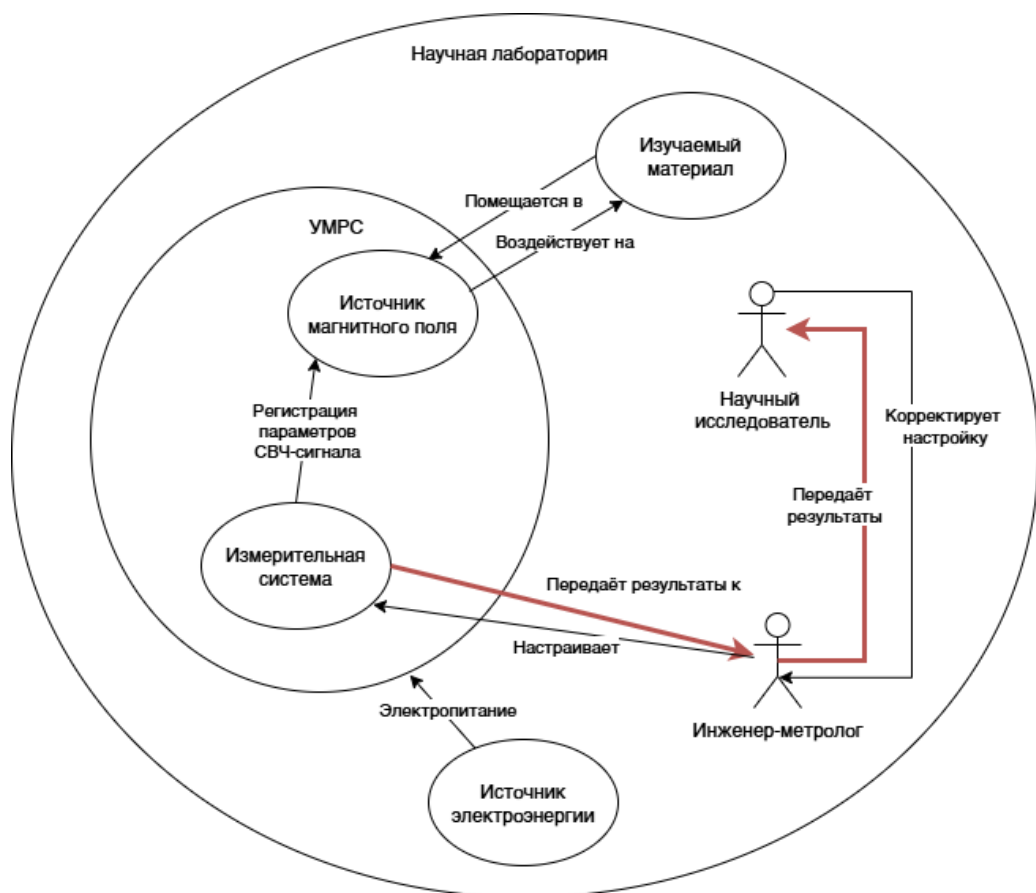 Научная лаборатория
Изучаемый
материал
Помещается в
УМРС
Воздействует на
Источник
магнитного поля
Регистрация
параметров
СВЧ-сигнала
Научный
исследователь
Корректирует
настройку
Передаёт
результаты
Измерительная
система
Передаёт результаты к
Настраивает
Электропитание
Инженер-метролог
Источник
электроэнергии